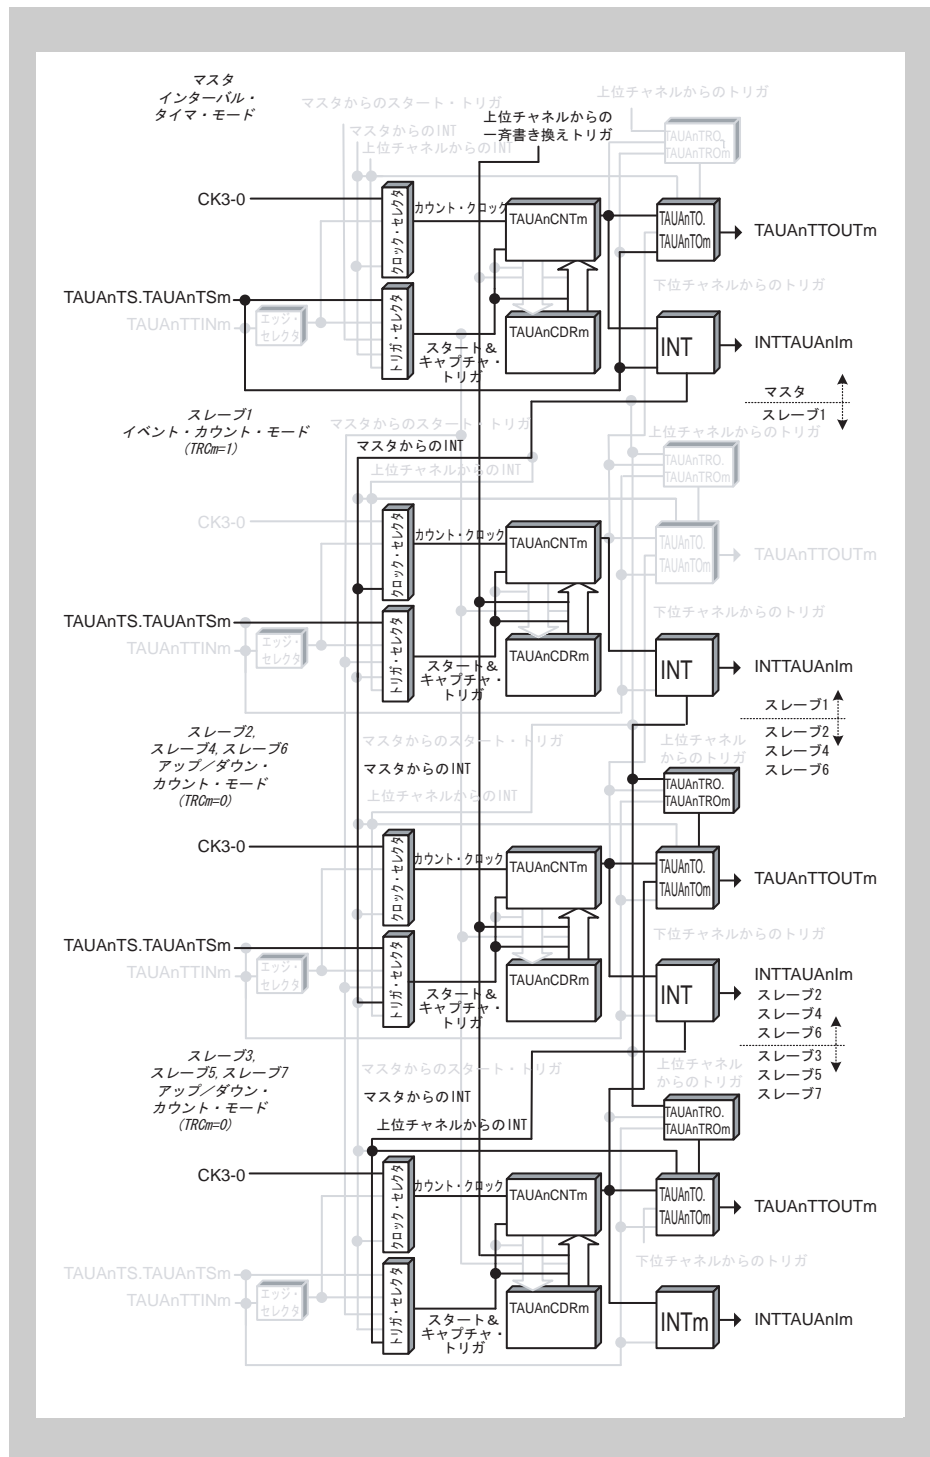 マスタ
インターバル・
タイマ・モード
マスタからのスタート・トリガ
上位チャネルからのトリガ
上位チャネルからの
一斉書き換えトリガ
マスタからのINT
上位チャネルからのINT
TAUAnTRO.
TAUAnTROm
CK3-0
クロック・セレクタ
カウント・クロック
TAUAnCNTm
TAUAnTO.
TAUAnTOm
TAUAnTTOUTm
下位チャネルからのトリガ
TAUAnTS.TAUAnTSm
TAUAnTTINm
エッジ・
セレクタ
トリガ・セレクタ
スタート&
キャプチャ・
トリガ
TAUAnCDRm
INT
INTTAUAnIm
マスタ
スレーブ1
スレーブ1
イベント・カウント・モード
(TRCm=1)
マスタからのスタート・トリガ
マスタからのINT
上位チャネルからのINT
上位チャネルからのトリガ
TAUAnTRO.
TAUAnTROm
CK3-0
クロック・セレクタ
カウント・クロック
TAUAnCNTm
TAUAnTO.
TAUAnTOm
TAUAnTTOUTm
下位チャネルからのトリガ
TAUAnTS.TAUAnTSm
TAUAnTTINm
エッジ・
セレクタ
トリガ・セレクタ
スタート&
キャプチャ・
トリガ
TAUAnCDRm
INT
INTTAUAnIm
スレーブ1
スレーブ2
スレーブ4
スレーブ6
スレーブ2,
スレーブ4, スレーブ6
アップ/ダウン・
カウント・モード
(TRCm=0)
マスタからのスタート・トリガ
マスタからのINT
上位チャネルからのINT
上位チャネル
からのトリガ
TAUAnTRO.
TAUAnTROm
CK3-0
クロック・セレクタ
カウント・クロック
TAUAnCNTm
TAUAnTO.
TAUAnTOm
TAUAnTTOUTm
下位チャネルからのトリガ
TAUAnTS.TAUAnTSm
TAUAnTTINm
エッジ・
セレクタ
トリガ・セレクタ
スタート&
キャプチャ・
トリガ
TAUAnCDRm
INT
INTTAUAnIm
スレーブ2
スレーブ4
スレーブ6
スレーブ3
スレーブ5
スレーブ7
スレーブ3,
スレーブ5, スレーブ7
アップ/ダウン・
カウント・モード
(TRCm=0)
マスタからのスタート・トリガ
マスタからのINT
上位チャネルからのINT
上位チャネル
からのトリガ
TAUAnTRO.
TAUAnTROm
CK3-0
クロック・セレクタ
カウント・クロック
TAUAnCNTm
TAUAnTO.
TAUAnTOm
TAUAnTTOUTm
下位チャネルからのトリガ
TAUAnTS.TAUAnTSm
TAUAnTTINm
エッジ・
セレクタ
トリガ・セレクタ
スタート&
キャプチャ・
トリガ
TAUAnCDRm
INTm
INTTAUAnIm